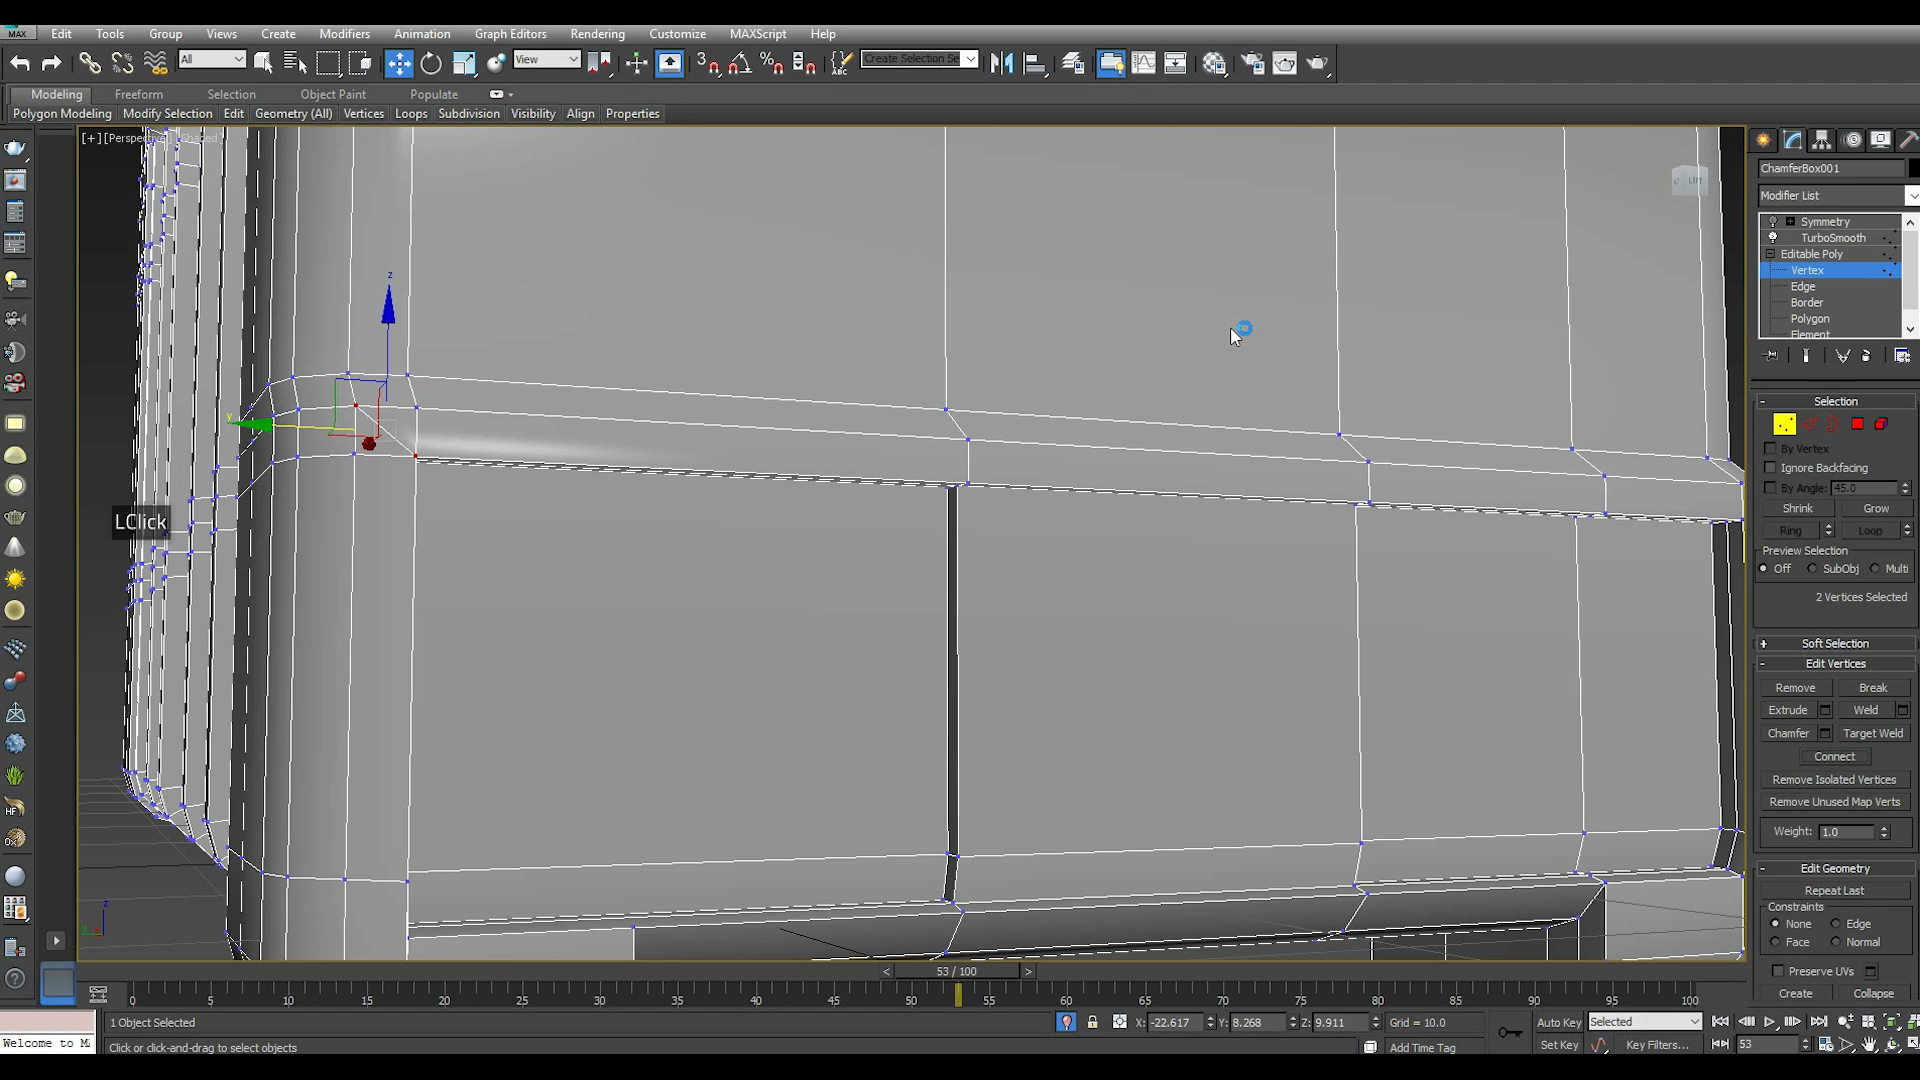 MAX Edit Tools Group Views Create Modifiers Animation Graph Editors Rendering Customize MAXScript Help
All View Create Selection Se
Modeling Freeform Selection Object Paint Populate
Polygon Modeling Modify Selection Edit Geometry (All) Vertices Loops Subdivision Visibility Align Properties
[+][Perspective][Shaded]
LEFT
z
y
LClick
z
ChamferBox001
Modifier List
Symmetry
TurboSmooth
Editable Poly
Vertex
Edge
Border
Polygon
Element
Selection
By Vertex
Ignore Backfacing
By Angle: 45.0
Shrink Grow
Ring Loop
Preview Selection
Off SubObj Multi
2 Vertices Selected
Soft Selection
Edit Vertices
Remove Break
Extrude Weld
Chamfer Target Weld
Connect
Remove Isolated Vertices
Remove Unused Map Verts
Weight: 1.0
Edit Geometry
Repeat Last
Constraints
None Edge
Face Normal
Preserve UVs
Create Collapse
< 53 / 100 >
0 5 10 15 20 25 30 35 40 45 50 55 60 65 70 75 80 85 90 95 100
1 Object Selected X: -22.617 Y: 8.268 Z: 9.911 Grid = 10.0 Auto Key Selected
Welcome to Click or click-and-drag to select objects Add Time Tag Set Key Key Filters... 53